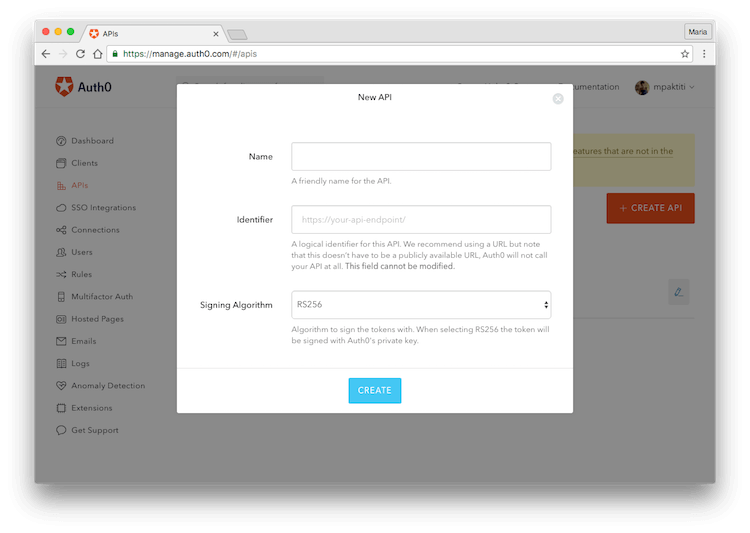 APIs
Maria
https://manage.auth0.com/#/apis
Auth0
mpaktiti
New API
Dashboard
Clients
APIs
SSO Integrations
Connections
Users
Rules
Multifactor Auth
Hosted Pages
Emails
Logs
Anomaly Detection
Extensions
Get Support
Name
A friendly name for the API.
Identifier
https://your-api-endpoint/
A logical identifier for this API. We recommend using a URL but note
that this doesn't have to be a publicly available URL, Auth0 will not call
your API at all. This field cannot be modified.
Signing Algorithm
RS256
Algorithm to sign the tokens with. When selecting RS256 the token will
be signed with Auth0's private key.
CREATE
features that are not in the
+ CREATE API